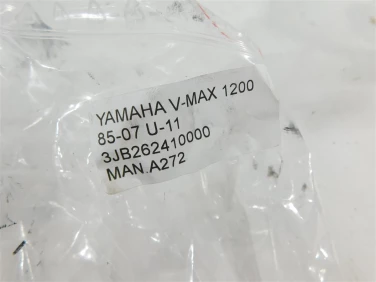 YAMAHA V-MAX 1200
85-07 U-11
3JB262410000
MAN.A272